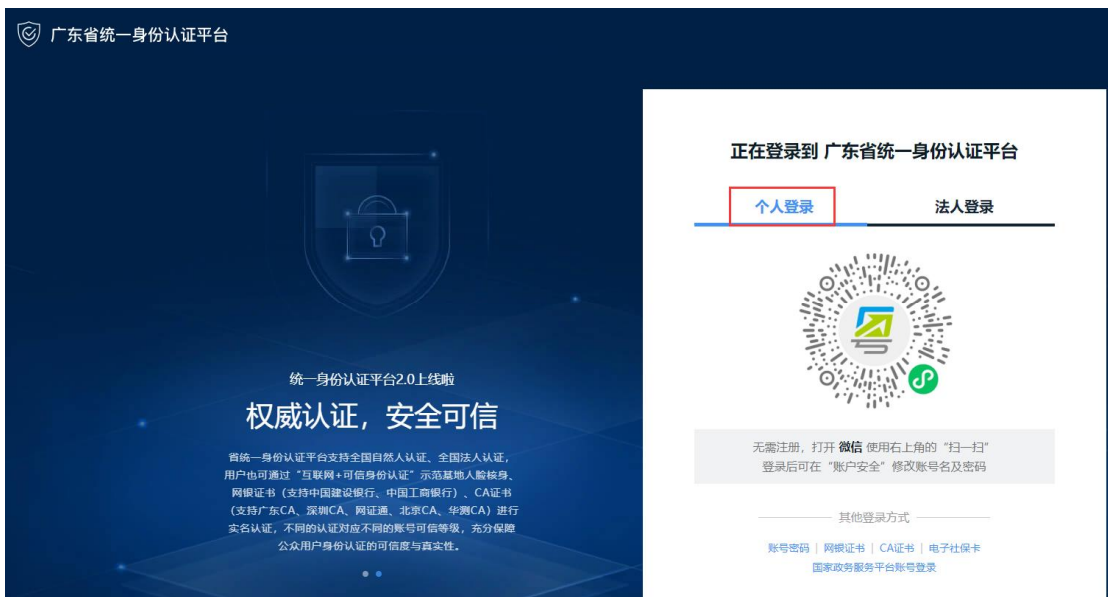 广东省统一身份认证平台
统一身份认证平台2.0上线啦
权威认证，安全可信
省统一身份认证平台支持全国自然人认证、全国法人认证，
用户也可通过“互联网+可信身份认证”示范基地人脸核身、
网银证书（支持中国建设银行、中国工商银行）、CA证书
（支持广东CA、深圳CA、网证通、北京CA、华测CA）进行
实名认证，不同的认证对应不同的账号可信等级，充分保障
公众用户身份认证的可信度与真实性。
正在登录到 广东省统一身份认证平台
个人登录 法人登录
无需注册，打开 微信 使用右上角的“扫一扫”
登录后可在“账户安全”修改账号名及密码
其他登录方式
账号密码 | 网银证书 | CA证书 | 电子社保卡
国家政务服务平台账号登录